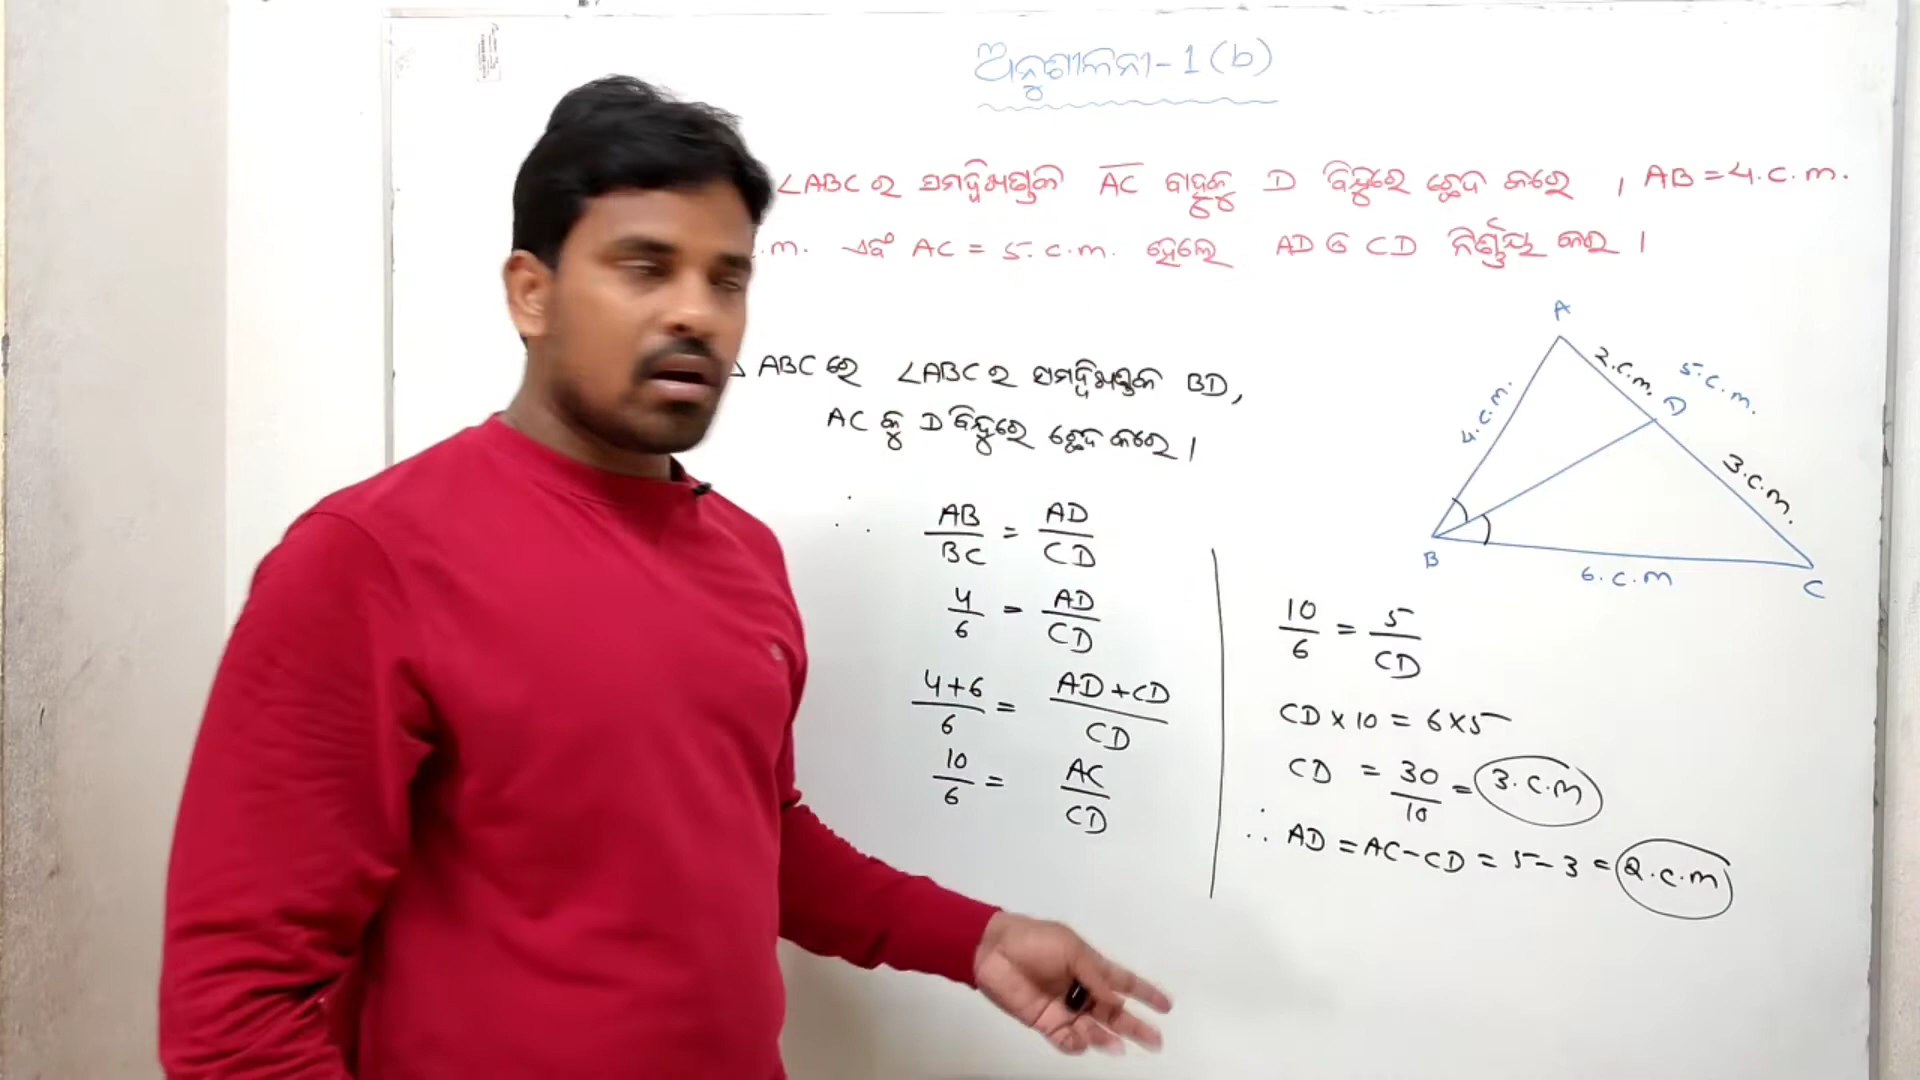 ଅନୁଶୀଳନୀ-1(b)
∠ABC ର ସମଦ୍ୱିଖଣ୍ଡକ AC ବାହୁକୁ D ବିନ୍ଦୁରେ ଛେଦ କରେ , AB = 4.c.m.
.m. ଏବଂ AC = 5.c.m. ହେଲେ AD ଓ CD ନିର୍ଣ୍ଣୟ କର ।
ABC ରେ ∠ABC ର ସମଦ୍ୱିଖଣ୍ଡକ BD,
AC କୁ D ବିନ୍ଦୁରେ ଛେଦ କରେ ।
∴ AB/BC = AD/CD
4/6 = AD/CD
4+6/6 = AD+CD/CD
10/6 = AC/CD
A
2.c.m.
5.c.m.
D
4.c.m.
3.c.m.
B
6.c.m
C
10/6 = 5/CD
CD×10 = 6×5
CD = 30/10 = 3.c.m
∴ AD = AC-CD = 5-3 = 2.c.m